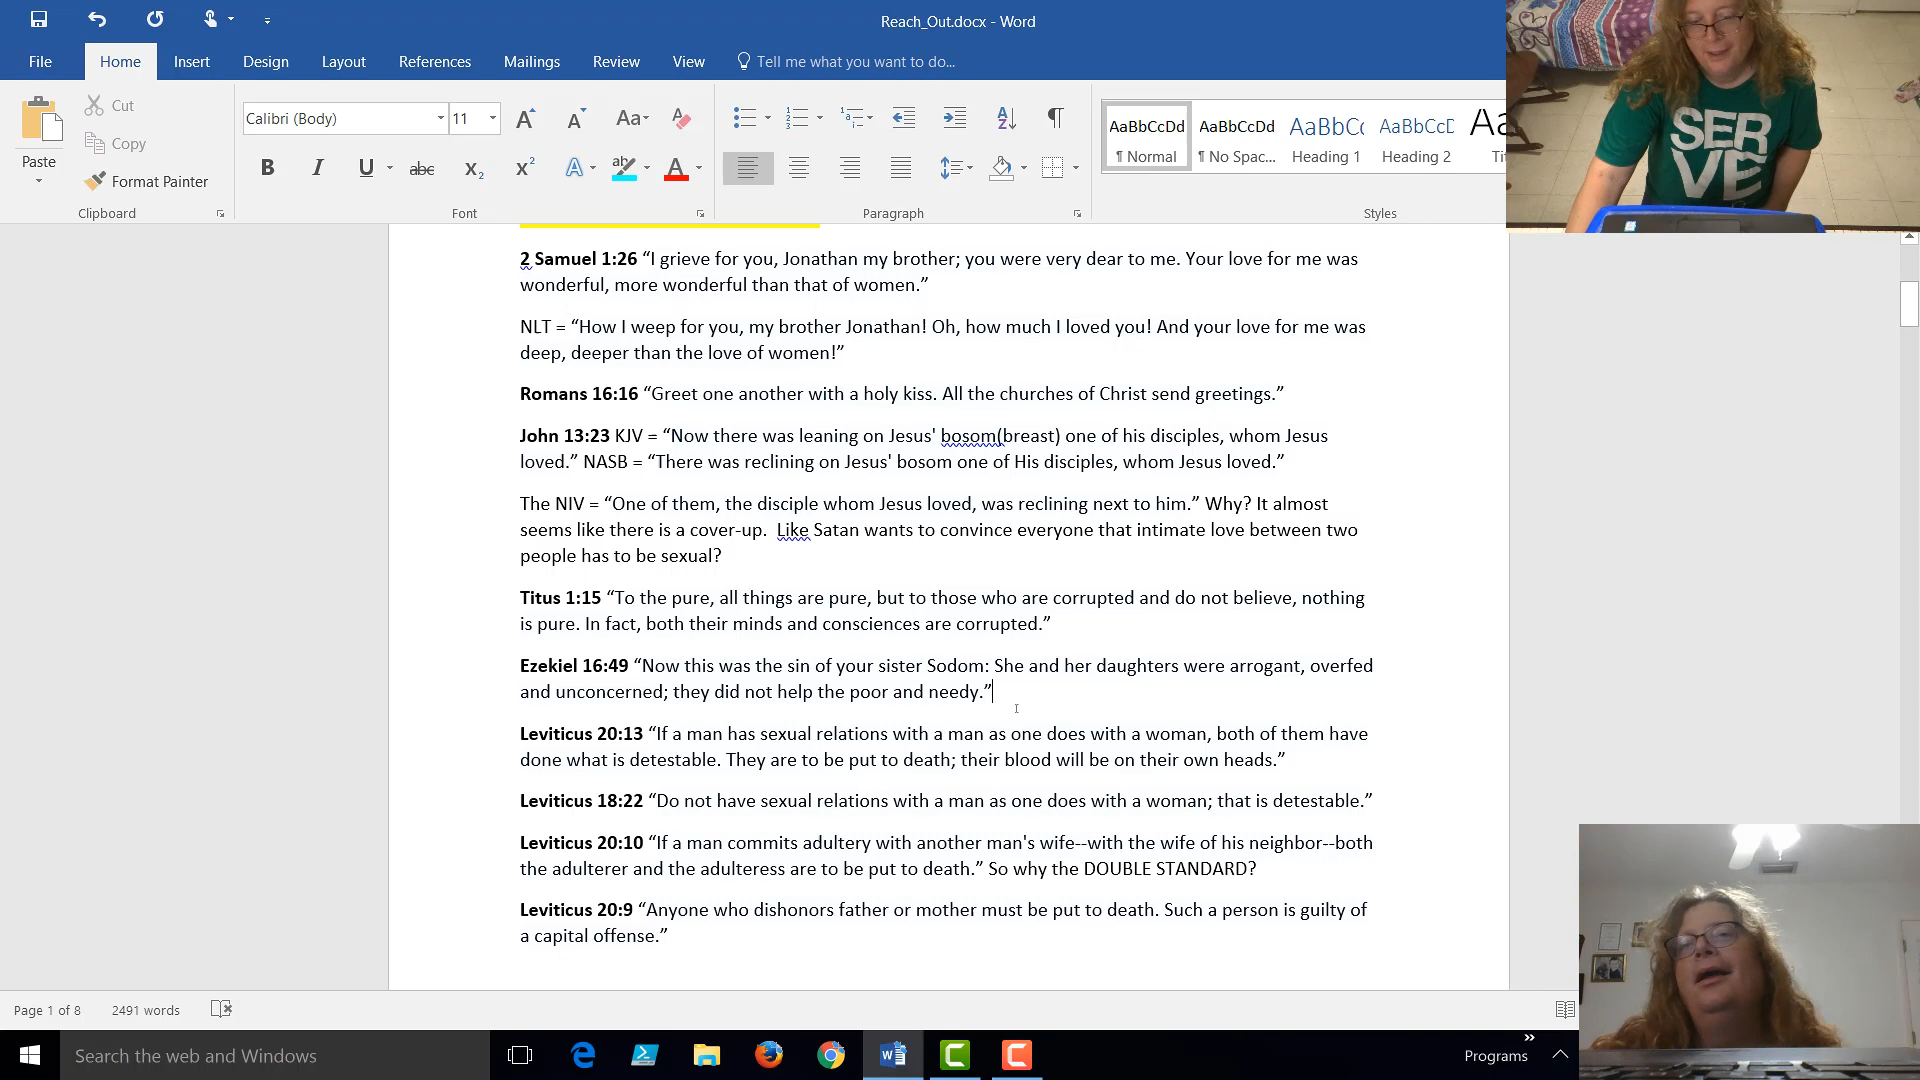 Reach_Out.docx - Word
File Home Insert Design Layout References Mailings Review View Tell me what you want to do...
Cut
Copy
Paste
Format Painter
Clipboard
Calibri (Body) 11
Font
Paragraph
AaBbCcDd AaBbCcDd AaBbCc AaBbCcD Aa
¶ Normal ¶ No Spac... Heading 1 Heading 2
Styles
SER
VE
2 Samuel 1:26 “I grieve for you, Jonathan my brother; you were very dear to me. Your love for me was
wonderful, more wonderful than that of women.”
NLT = “How I weep for you, my brother Jonathan! Oh, how much I loved you! And your love for me was
deep, deeper than the love of women!”
Romans 16:16 “Greet one another with a holy kiss. All the churches of Christ send greetings.”
John 13:23 KJV = “Now there was leaning on Jesus' bosom(breast) one of his disciples, whom Jesus
loved.” NASB = “There was reclining on Jesus' bosom one of His disciples, whom Jesus loved.”
The NIV = “One of them, the disciple whom Jesus loved, was reclining next to him.” Why? It almost
seems like there is a cover-up. Like Satan wants to convince everyone that intimate love between two
people has to be sexual?
Titus 1:15 “To the pure, all things are pure, but to those who are corrupted and do not believe, nothing
is pure. In fact, both their minds and consciences are corrupted.”
Ezekiel 16:49 “Now this was the sin of your sister Sodom: She and her daughters were arrogant, overfed
and unconcerned; they did not help the poor and needy.”
Leviticus 20:13 “If a man has sexual relations with a man as one does with a woman, both of them have
done what is detestable. They are to be put to death; their blood will be on their own heads.”
Leviticus 18:22 “Do not have sexual relations with a man as one does with a woman; that is detestable.”
Leviticus 20:10 “If a man commits adultery with another man's wife--with the wife of his neighbor--both
the adulterer and the adulteress are to be put to death.” So why the DOUBLE STANDARD?
Leviticus 20:9 “Anyone who dishonors father or mother must be put to death. Such a person is guilty of
a capital offense.”
Page 1 of 8 2491 words
Search the web and Windows
Programs